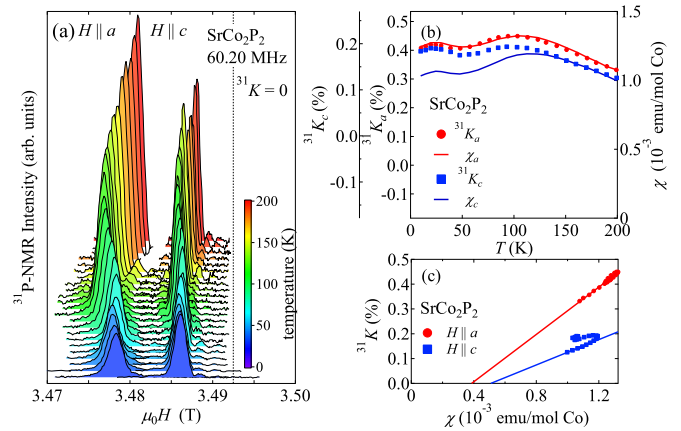 (a) H || a H || c
SrCo2P2
60.20 MHz
31K = 0
31P-NMR Intensity (arb. units)
200
150
100
50
0
temperature (K)
3.47 3.48 3.49 3.50
μ0H (T)
(b)
0.2
0.1
0.0
-0.1
31Kc (%)
0.5
0.4
0.3
0.2
0.1
0.0
-0.1
31Ka (%)
SrCo2P2
31Ka
χa
31Kc
χc
0 50 100 150 200
T (K)
1.5
1.0
0.5
0
χ (10-3 emu/mol Co)
(c)
SrCo2P2
H || a
H || c
0.5
0.4
0.3
0.2
0.1
0
31K (%)
0 0.4 0.8 1.2
χ (10-3 emu/mol Co)